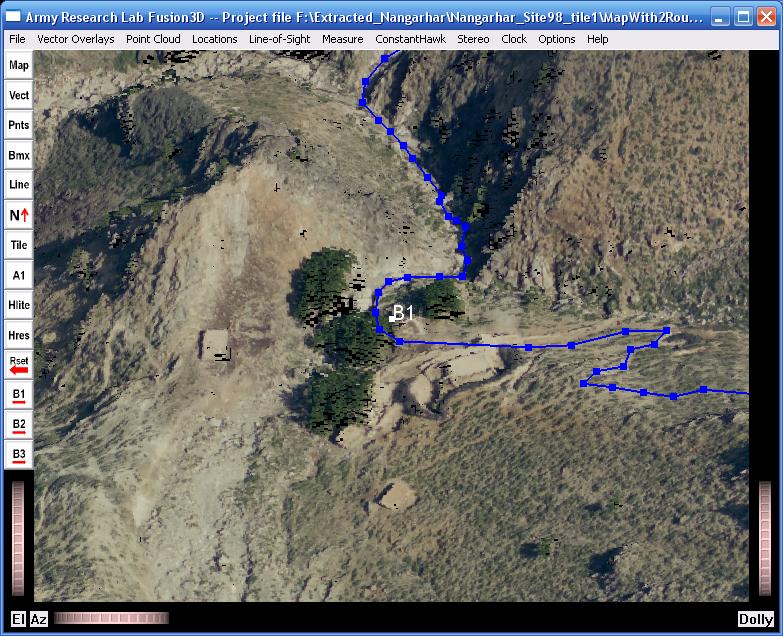 Army Research Lab Fusion3D -- Project file F:\Extracted_Nangarhar\Nangarhar_Site98_tile1\MapWith2Rou...
File Vector Overlays Point Cloud Locations Line-of-Sight Measure ConstantHawk Stereo Clock Options Help
Map
Vect
Pnts
Bmx
Line
N
Tile
A1
Hlite
Hres
Rset
B1
B2
B3
B1
El Az Dolly